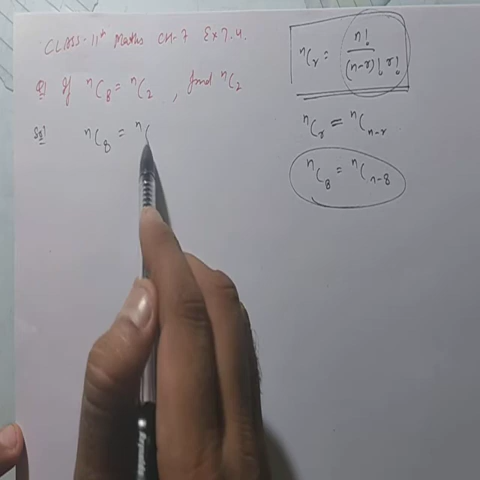 CLASS-11th Maths CH-7 Ex 7.4.
Q1 If ⁿC₈ = ⁿC₂ , find ⁿC₂
Sol ⁿC₈ = ⁿC
ⁿCᵣ = n! / (n-r)! r!
ⁿCᵣ = ⁿCₙ₋ᵣ
ⁿC₈ = ⁿCₙ₋₈